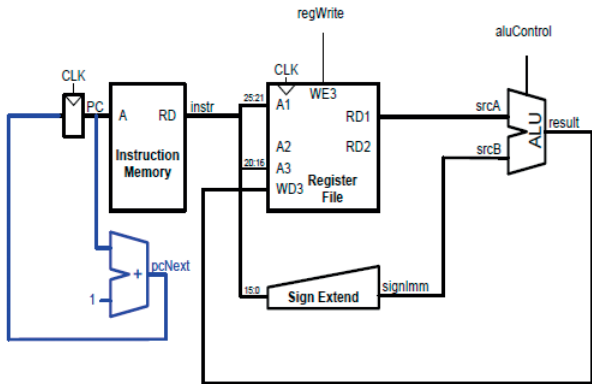 regWrite
aluControl
CLK
PC
A RD
Instruction
Memory
instr
25:21
20:16
15:0
CLK
WE3
A1
RD1
A2
RD2
A3
WD3
Register
File
srcA
srcB
ALU
result
pcNext
+
1
Sign Extend
signImm